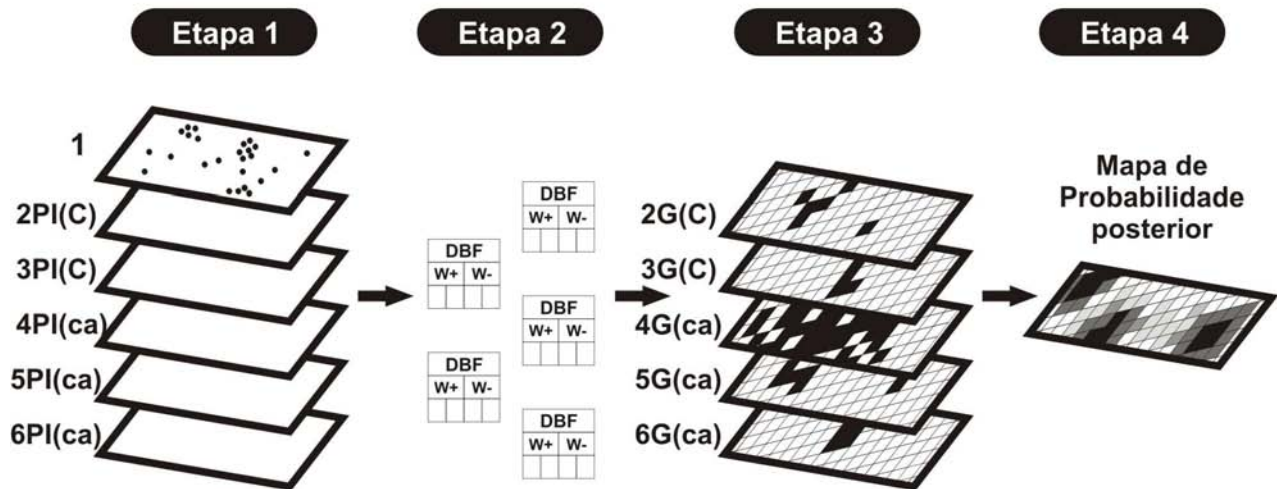 Etapa 1
Etapa 2
Etapa 3
Etapa 4
1
2PI(C)
3PI(C)
4PI(ca)
5PI(ca)
6PI(ca)
DBF
W+ W-
DBF
W+ W-
DBF
W+ W-
DBF
W+ W-
DBF
W+ W-
2G(C)
3G(C)
4G(ca)
5G(ca)
6G(ca)
Mapa de
Probabilidade
posterior